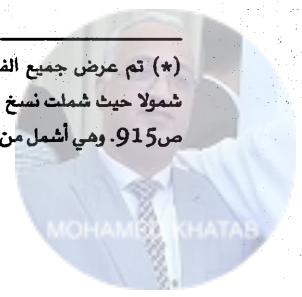 (*) تم عرض جميع الف
شمولا حيث شملت نسخ
ص915. وهي أشمل من
MOHAMED KHATAB